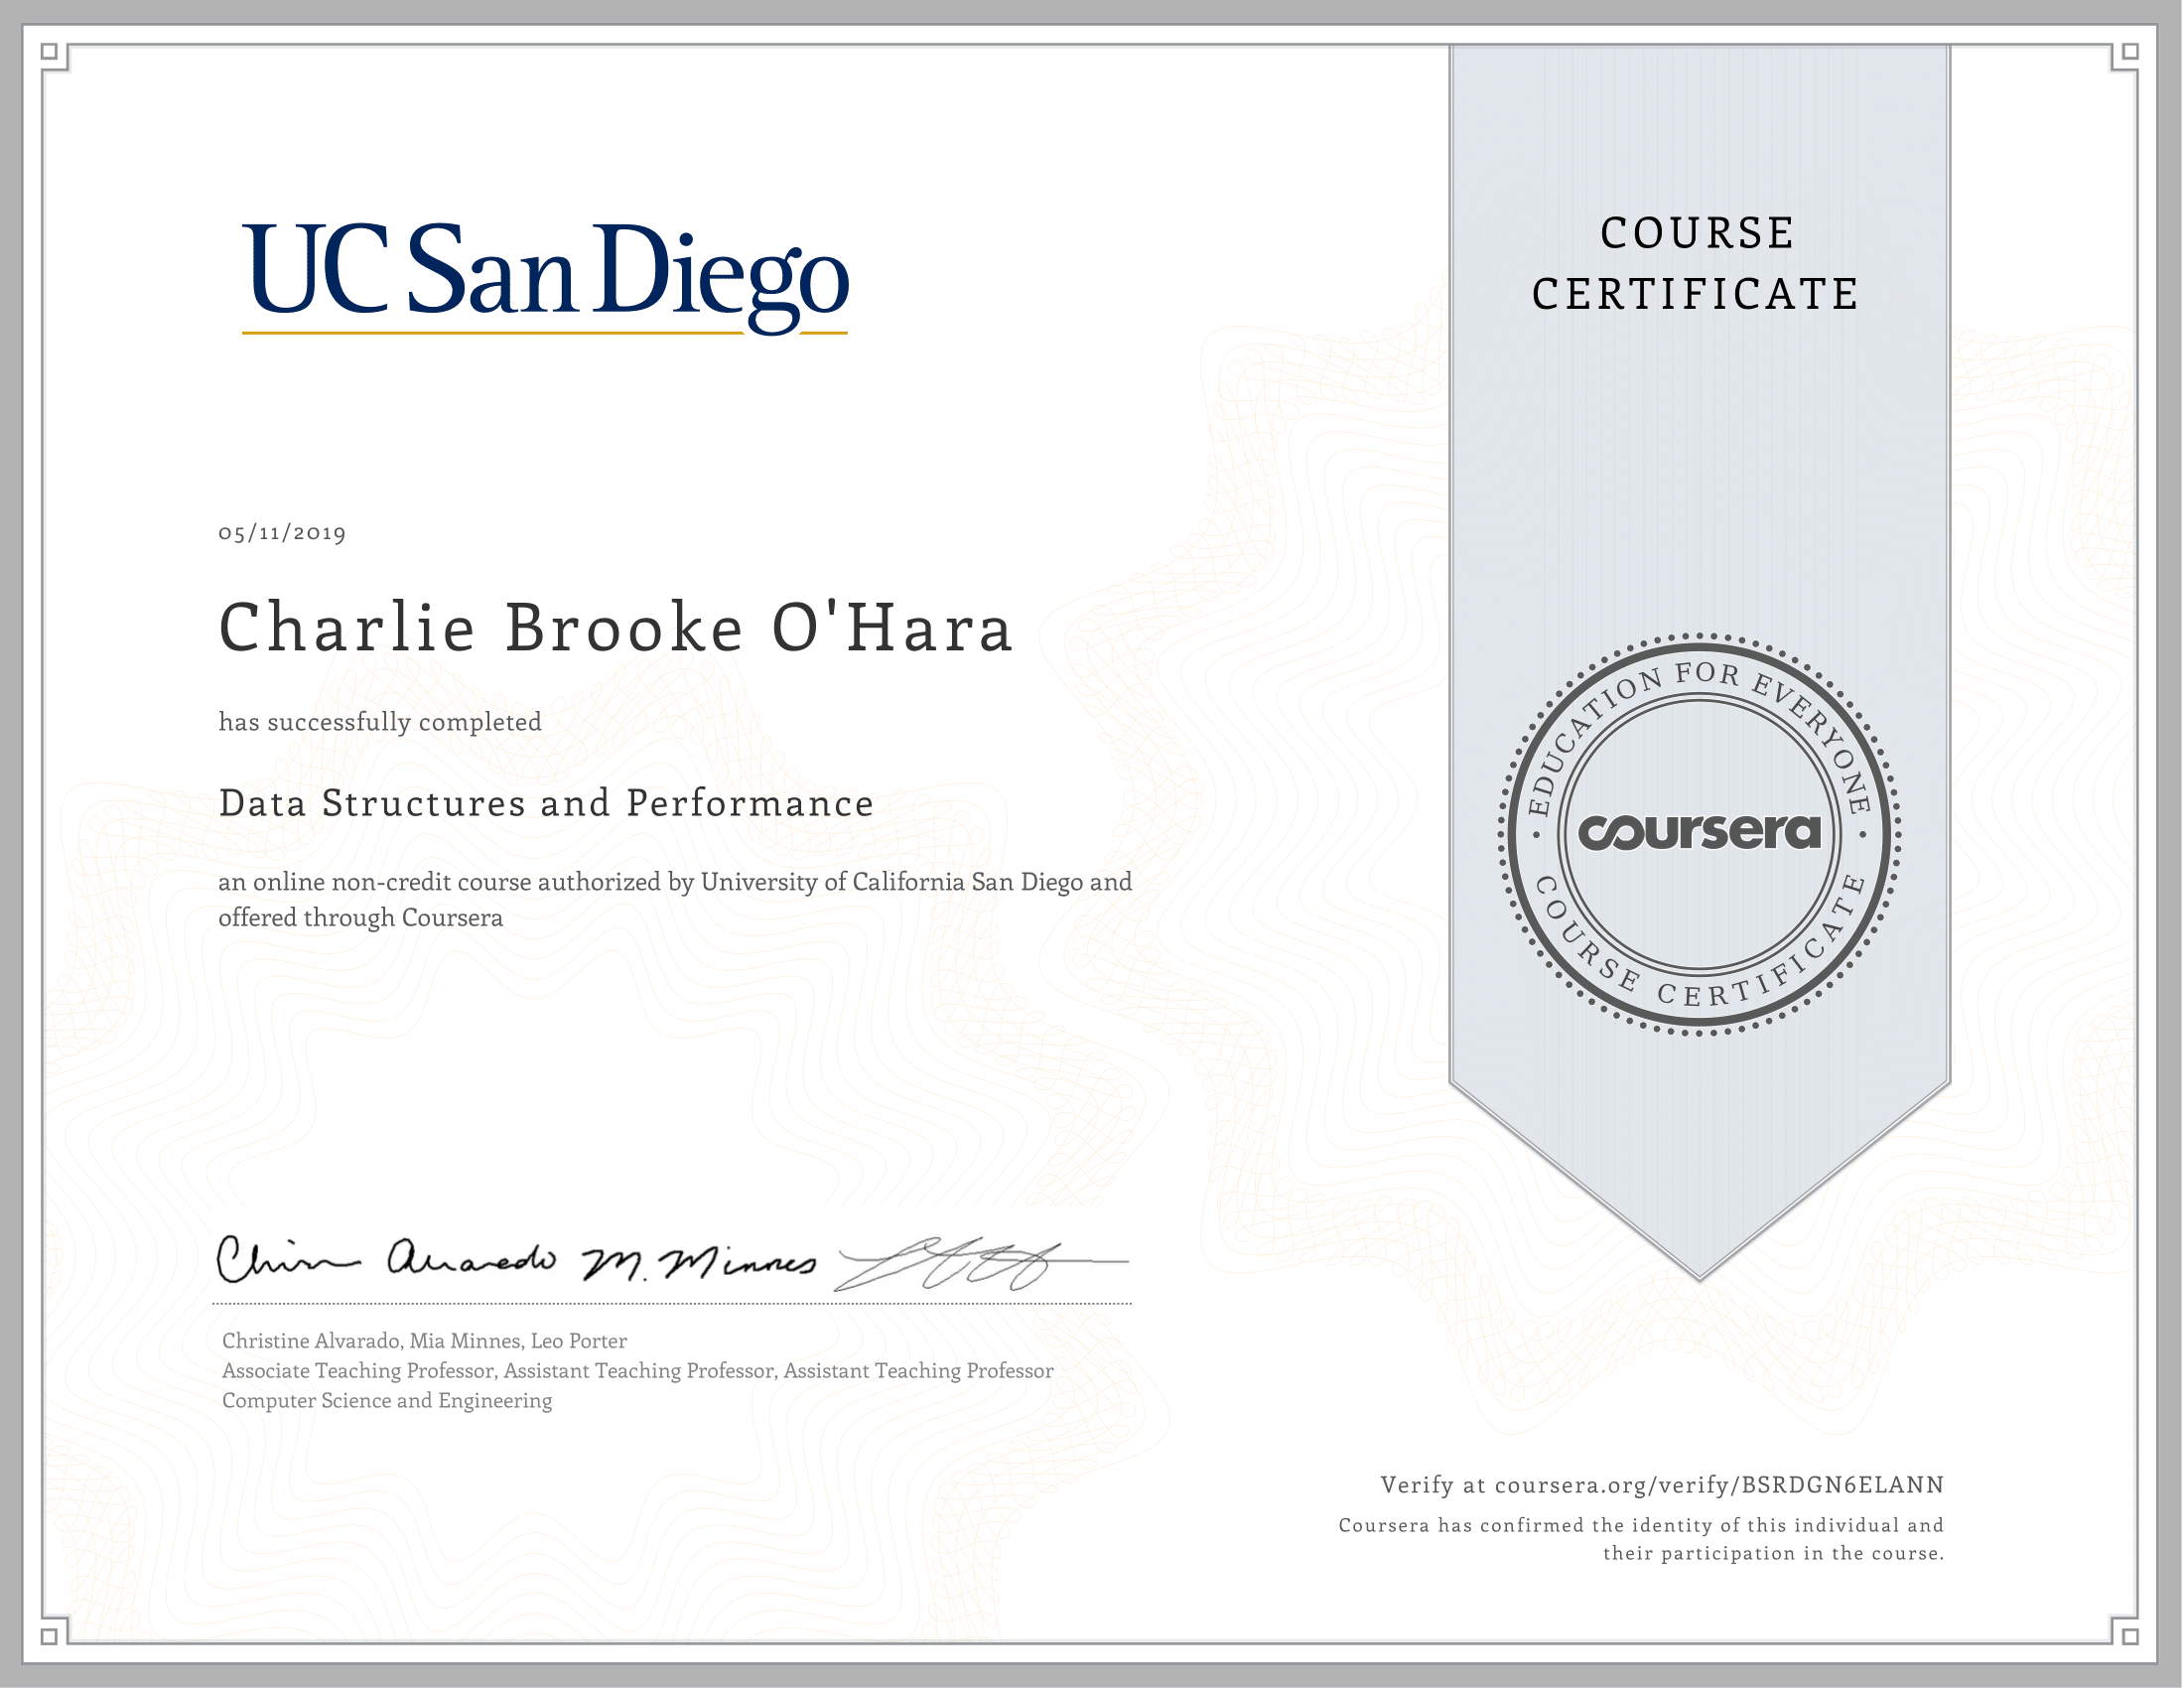 UC San Diego
COURSE
CERTIFICATE
05/11/2019
Charlie Brooke O'Hara
has successfully completed
Data Structures and Performance
an online non-credit course authorized by University of California San Diego and
offered through Coursera
EDUCATION FOR EVERYONE
coursera
COURSE CERTIFICATE
M. Minnes
Christine Alvarado, Mia Minnes, Leo Porter
Associate Teaching Professor, Assistant Teaching Professor, Assistant Teaching Professor
Computer Science and Engineering
Verify at coursera.org/verify/BSRDGN6ELANN
Coursera has confirmed the identity of this individual and
their participation in the course.